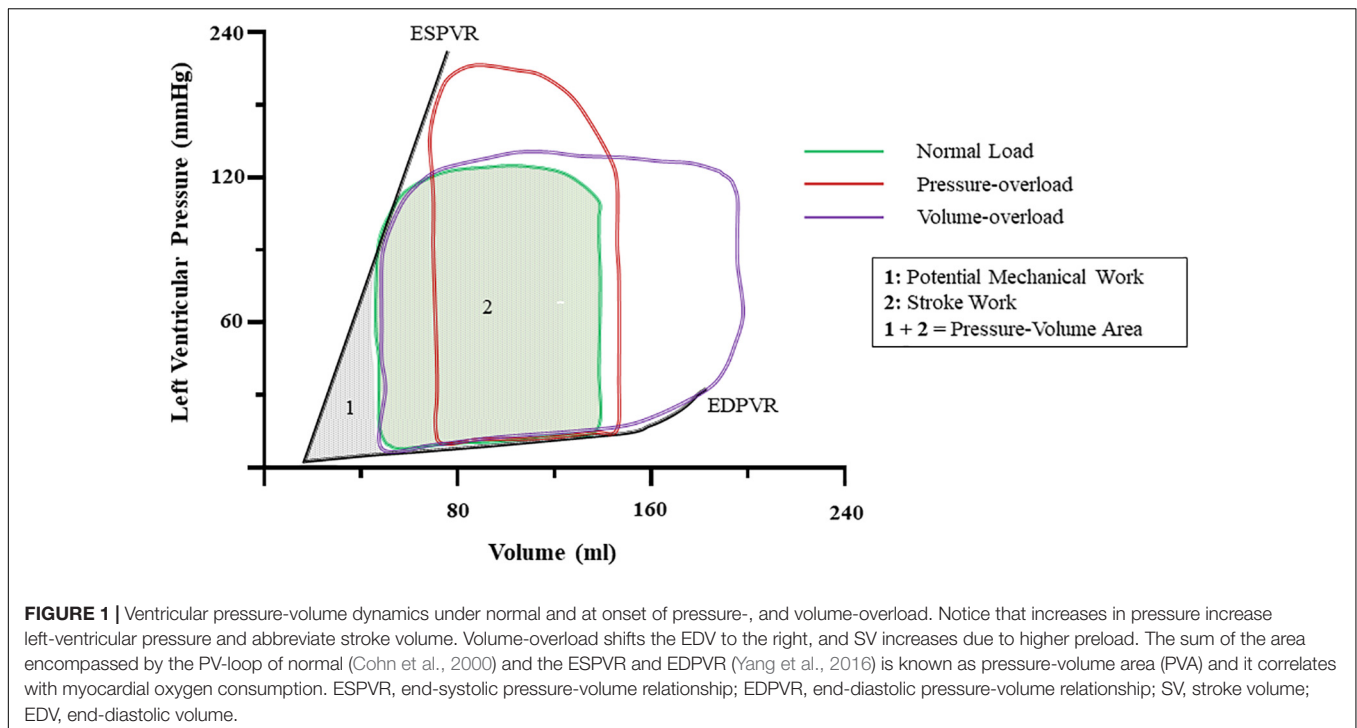 240
ESPVR
Left Ventricular Pressure (mmHg)
120
60
1
2
EDPVR
80
160
240
Volume (ml)
Normal Load
Pressure-overload
Volume-overload
1: Potential Mechanical Work
2: Stroke Work
1 + 2 = Pressure-Volume Area
FIGURE 1 | Ventricular pressure-volume dynamics under normal and at onset of pressure-, and volume-overload. Notice that increases in pressure increase
left-ventricular pressure and abbreviate stroke volume. Volume-overload shifts the EDV to the right, and SV increases due to higher preload. The sum of the area
encompassed by the PV-loop of normal (Cohn et al., 2000) and the ESPVR and EDPVR (Yang et al., 2016) is known as pressure-volume area (PVA) and it correlates
with myocardial oxygen consumption. ESPVR, end-systolic pressure-volume relationship; EDPVR, end-diastolic pressure-volume relationship; SV, stroke volume;
EDV, end-diastolic volume.